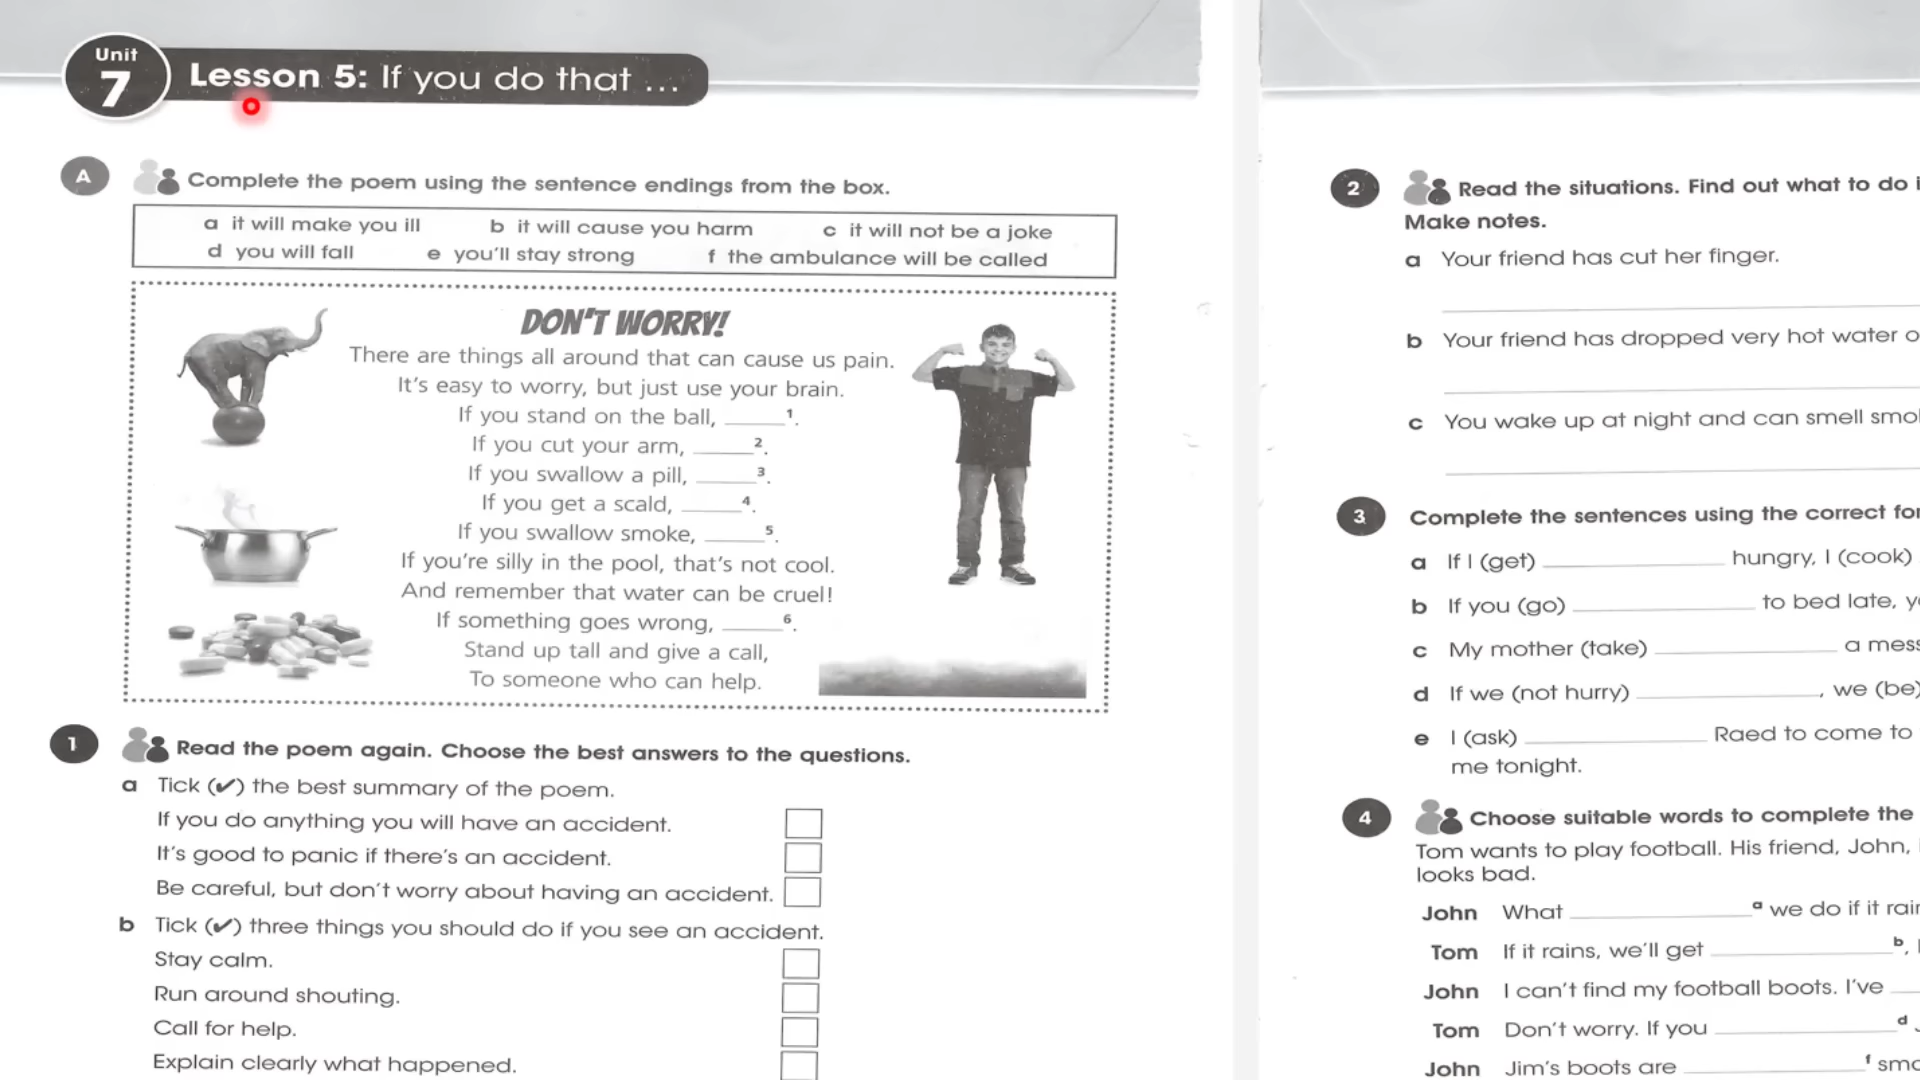 Unit
7
Lesson 5: If you do that ...
A
Complete the poem using the sentence endings from the box.
a it will make you ill b it will cause you harm c it will not be a joke
d you will fall e you'll stay strong f the ambulance will be called
DON'T WORRY!
There are things all around that can cause us pain.
It's easy to worry, but just use your brain.
If you stand on the ball, ______1.
If you cut your arm, ______2.
If you swallow a pill, ______3.
If you get a scald, ______4.
If you swallow smoke, ______5.
If you're silly in the pool, that's not cool.
And remember that water can be cruel!
If something goes wrong, ______6.
Stand up tall and give a call,
To someone who can help.
1 Read the poem again. Choose the best answers to the questions.
a Tick (✔) the best summary of the poem.
If you do anything you will have an accident.
It's good to panic if there's an accident.
Be careful, but don't worry about having an accident.
b Tick (✔) three things you should do if you see an accident.
Stay calm.
Run around shouting.
Call for help.
Explain clearly what happened.
2 Read the situations. Find out what to do
Make notes.
a Your friend has cut her finger.
b Your friend has dropped very hot water
c You wake up at night and can smell
3 Complete the sentences using the correct
a If I (get) ____________ hungry, I (cook)
b If you (go) ____________ to bed late,
c My mother (take) ____________ a
d If we (not hurry) ____________, we (be)
e I (ask) ____________ Raed to come to
me tonight.
4 Choose suitable words to complete the
Tom wants to play football. His friend, John,
looks bad.
John What ____________a we do if it
Tom If it rains, we'll get ____________b,
John I can't find my football boots. I've
Tom Don't worry. If you ____________d
John Jim's boots are ____________f